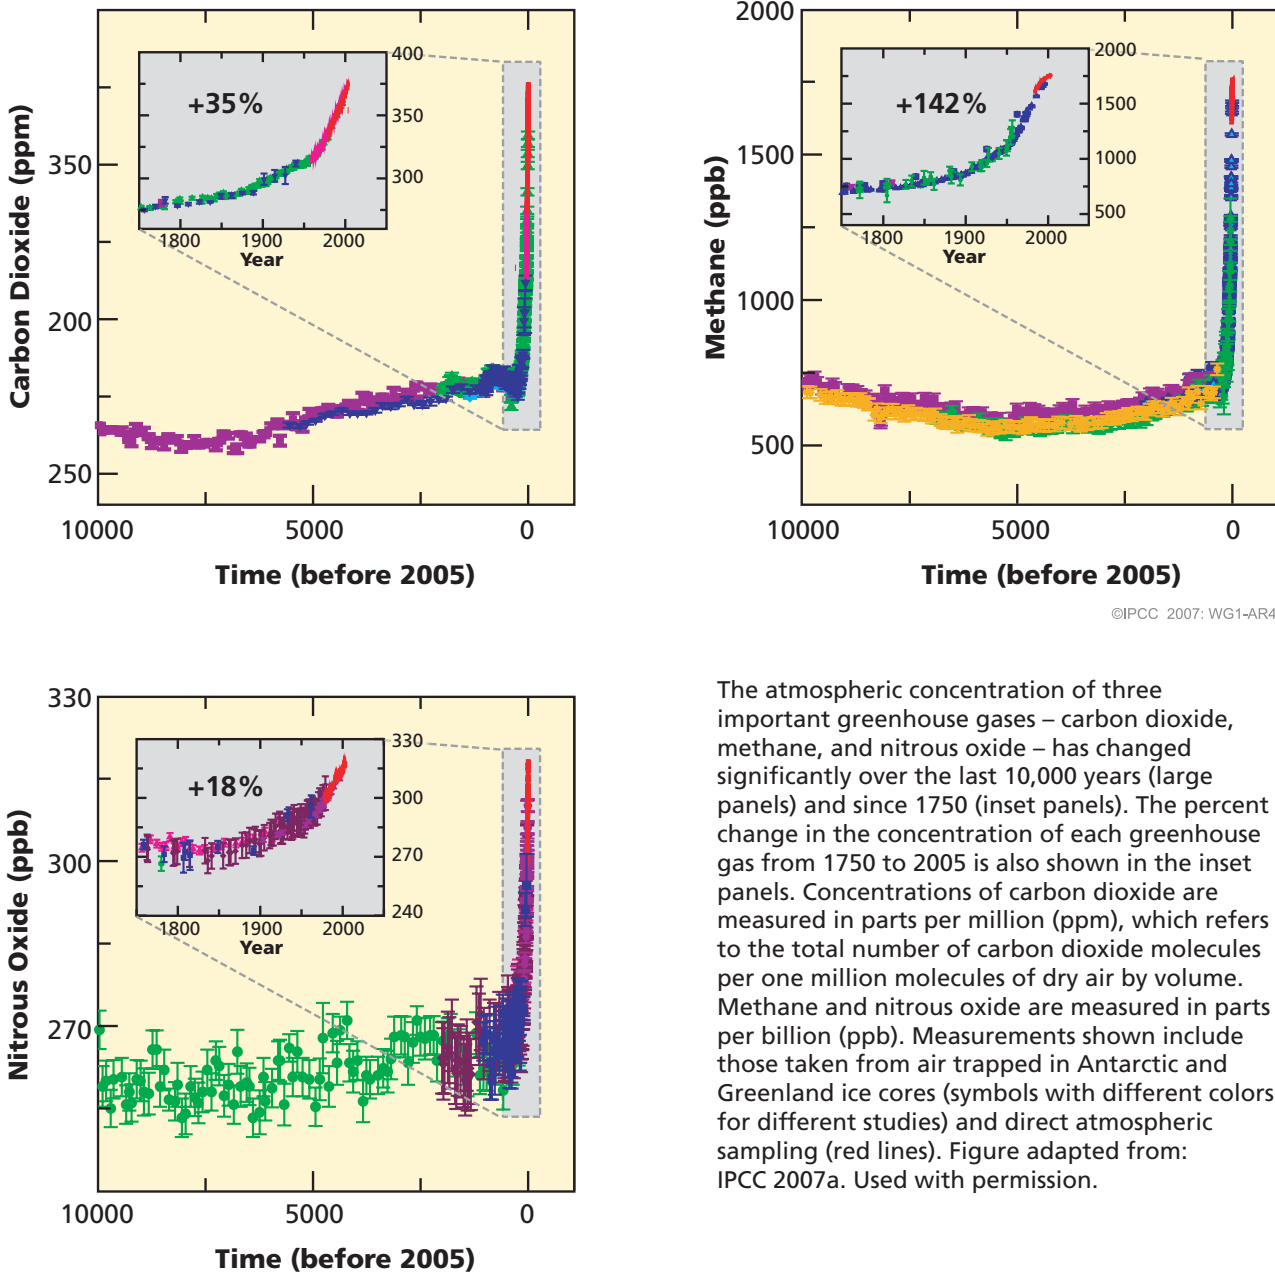 Carbon Dioxide (ppm)
350
200
250
10000 5000 0
Time (before 2005)
+35%
400
350
300
1800 1900 2000
Year
Methane (ppb)
2000
1500
1000
500
10000 5000 0
Time (before 2005)
+142%
2000
1500
1000
500
1800 1900 2000
Year
©IPCC 2007: WG1-AR4
Nitrous Oxide (ppb)
330
300
270
10000 5000 0
Time (before 2005)
+18%
330
300
270
240
1800 1900 2000
Year
The atmospheric concentration of three
important greenhouse gases – carbon dioxide,
methane, and nitrous oxide – has changed
significantly over the last 10,000 years (large
panels) and since 1750 (inset panels). The percent
change in the concentration of each greenhouse
gas from 1750 to 2005 is also shown in the inset
panels. Concentrations of carbon dioxide are
measured in parts per million (ppm), which refers
to the total number of carbon dioxide molecules
per one million molecules of dry air by volume.
Methane and nitrous oxide are measured in parts
per billion (ppb). Measurements shown include
those taken from air trapped in Antarctic and
Greenland ice cores (symbols with different colors
for different studies) and direct atmospheric
sampling (red lines). Figure adapted from:
IPCC 2007a. Used with permission.